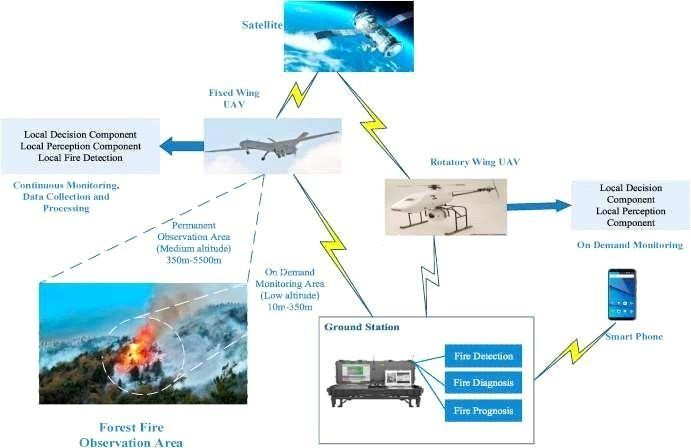 Satellite
Fixed Wing
UAV
Local Decision Component
Local Perception Component
Local Fire Detection
Continuous Monitoring,
Data Collection and
Processing
Rotatory Wing UAV
Local Decision
Component
Local Perception
Component
On Demand Monitoring
Permanent
Observation Area
(Medium altitude)
350m-5500m
On Demand
Monitoring Area
(Low altitude)
10m-350m
Smart Phone
Ground Station
Fire Detection
Fire Diagnosis
Fire Prognosis
Forest Fire
Observation Area